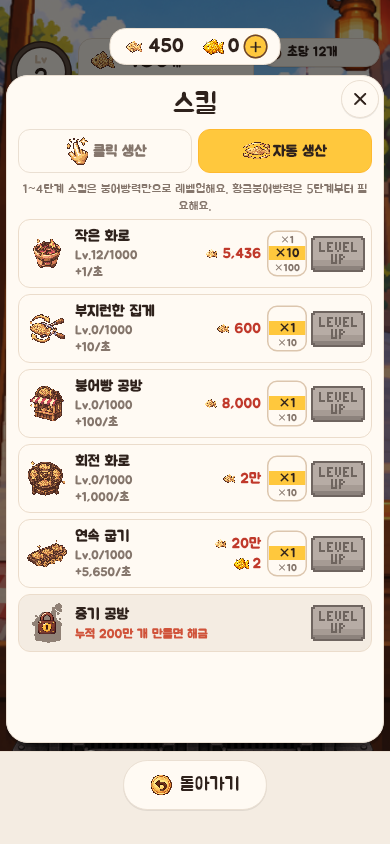 450
0
초당 12개
Lv
스킬
클릭 생산
자동 생산
1~4단계 스킬은 붕어빵력만으로 레벨업해요. 황금붕어빵력은 5단계부터 필
요해요.
작은 화로
Lv.12/1000
+1/초
5,436
×1
×10
×100
LEVEL
UP
부지런한 집게
Lv.0/1000
+10/초
600
×1
×10
LEVEL
UP
붕어빵 공방
Lv.0/1000
+100/초
8,000
×1
×10
LEVEL
UP
회전 화로
Lv.0/1000
+1,000/초
2만
×1
×10
LEVEL
UP
연속 굽기
Lv.0/1000
+5,650/초
20만
2
×1
×10
LEVEL
UP
증기 공방
누적 200만 개 만들면 해금
LEVEL
UP
돌아가기